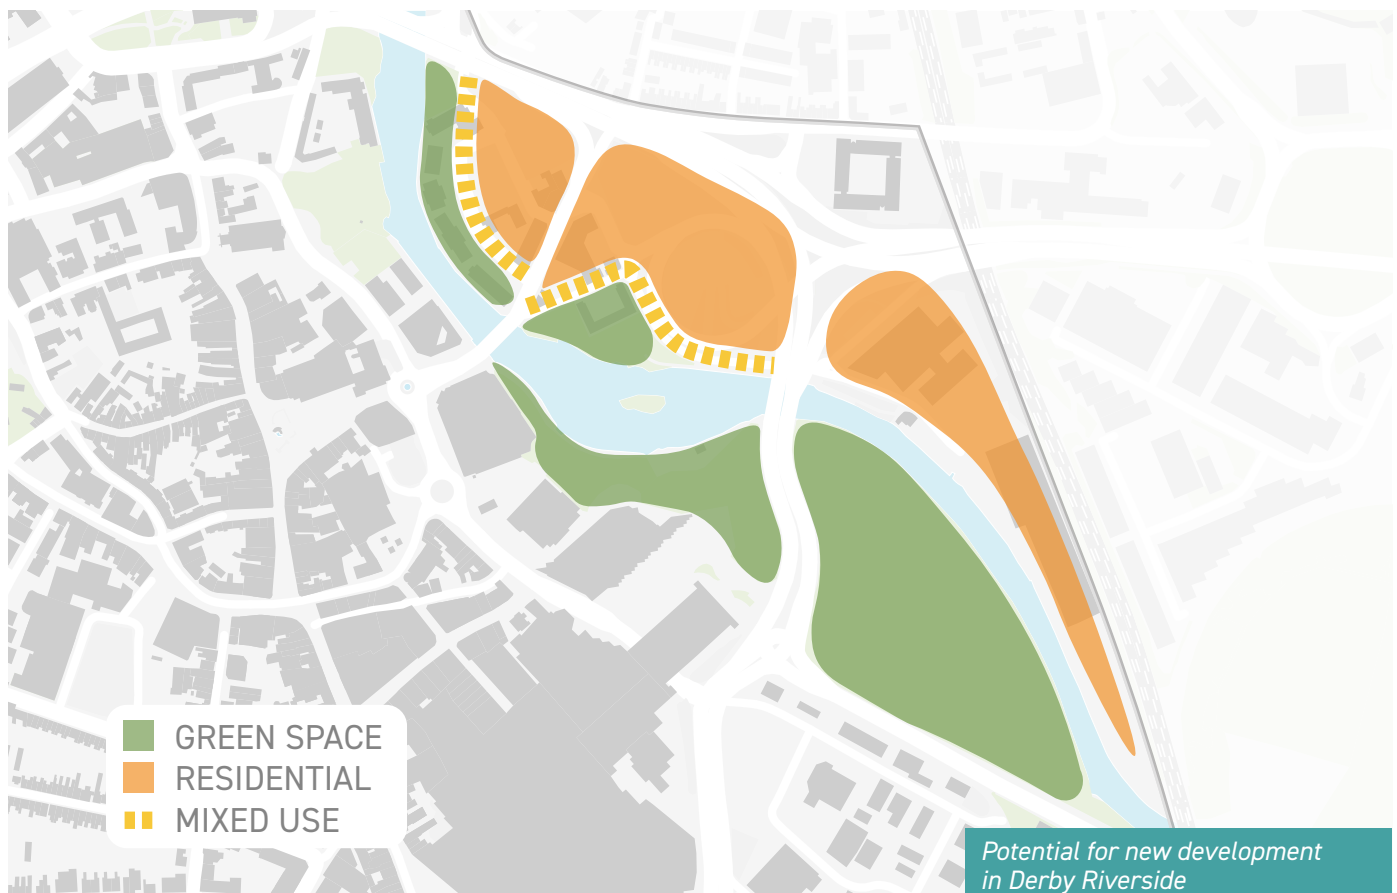 GREEN SPACE
RESIDENTIAL
MIXED USE
Potential for new development
in Derby Riverside